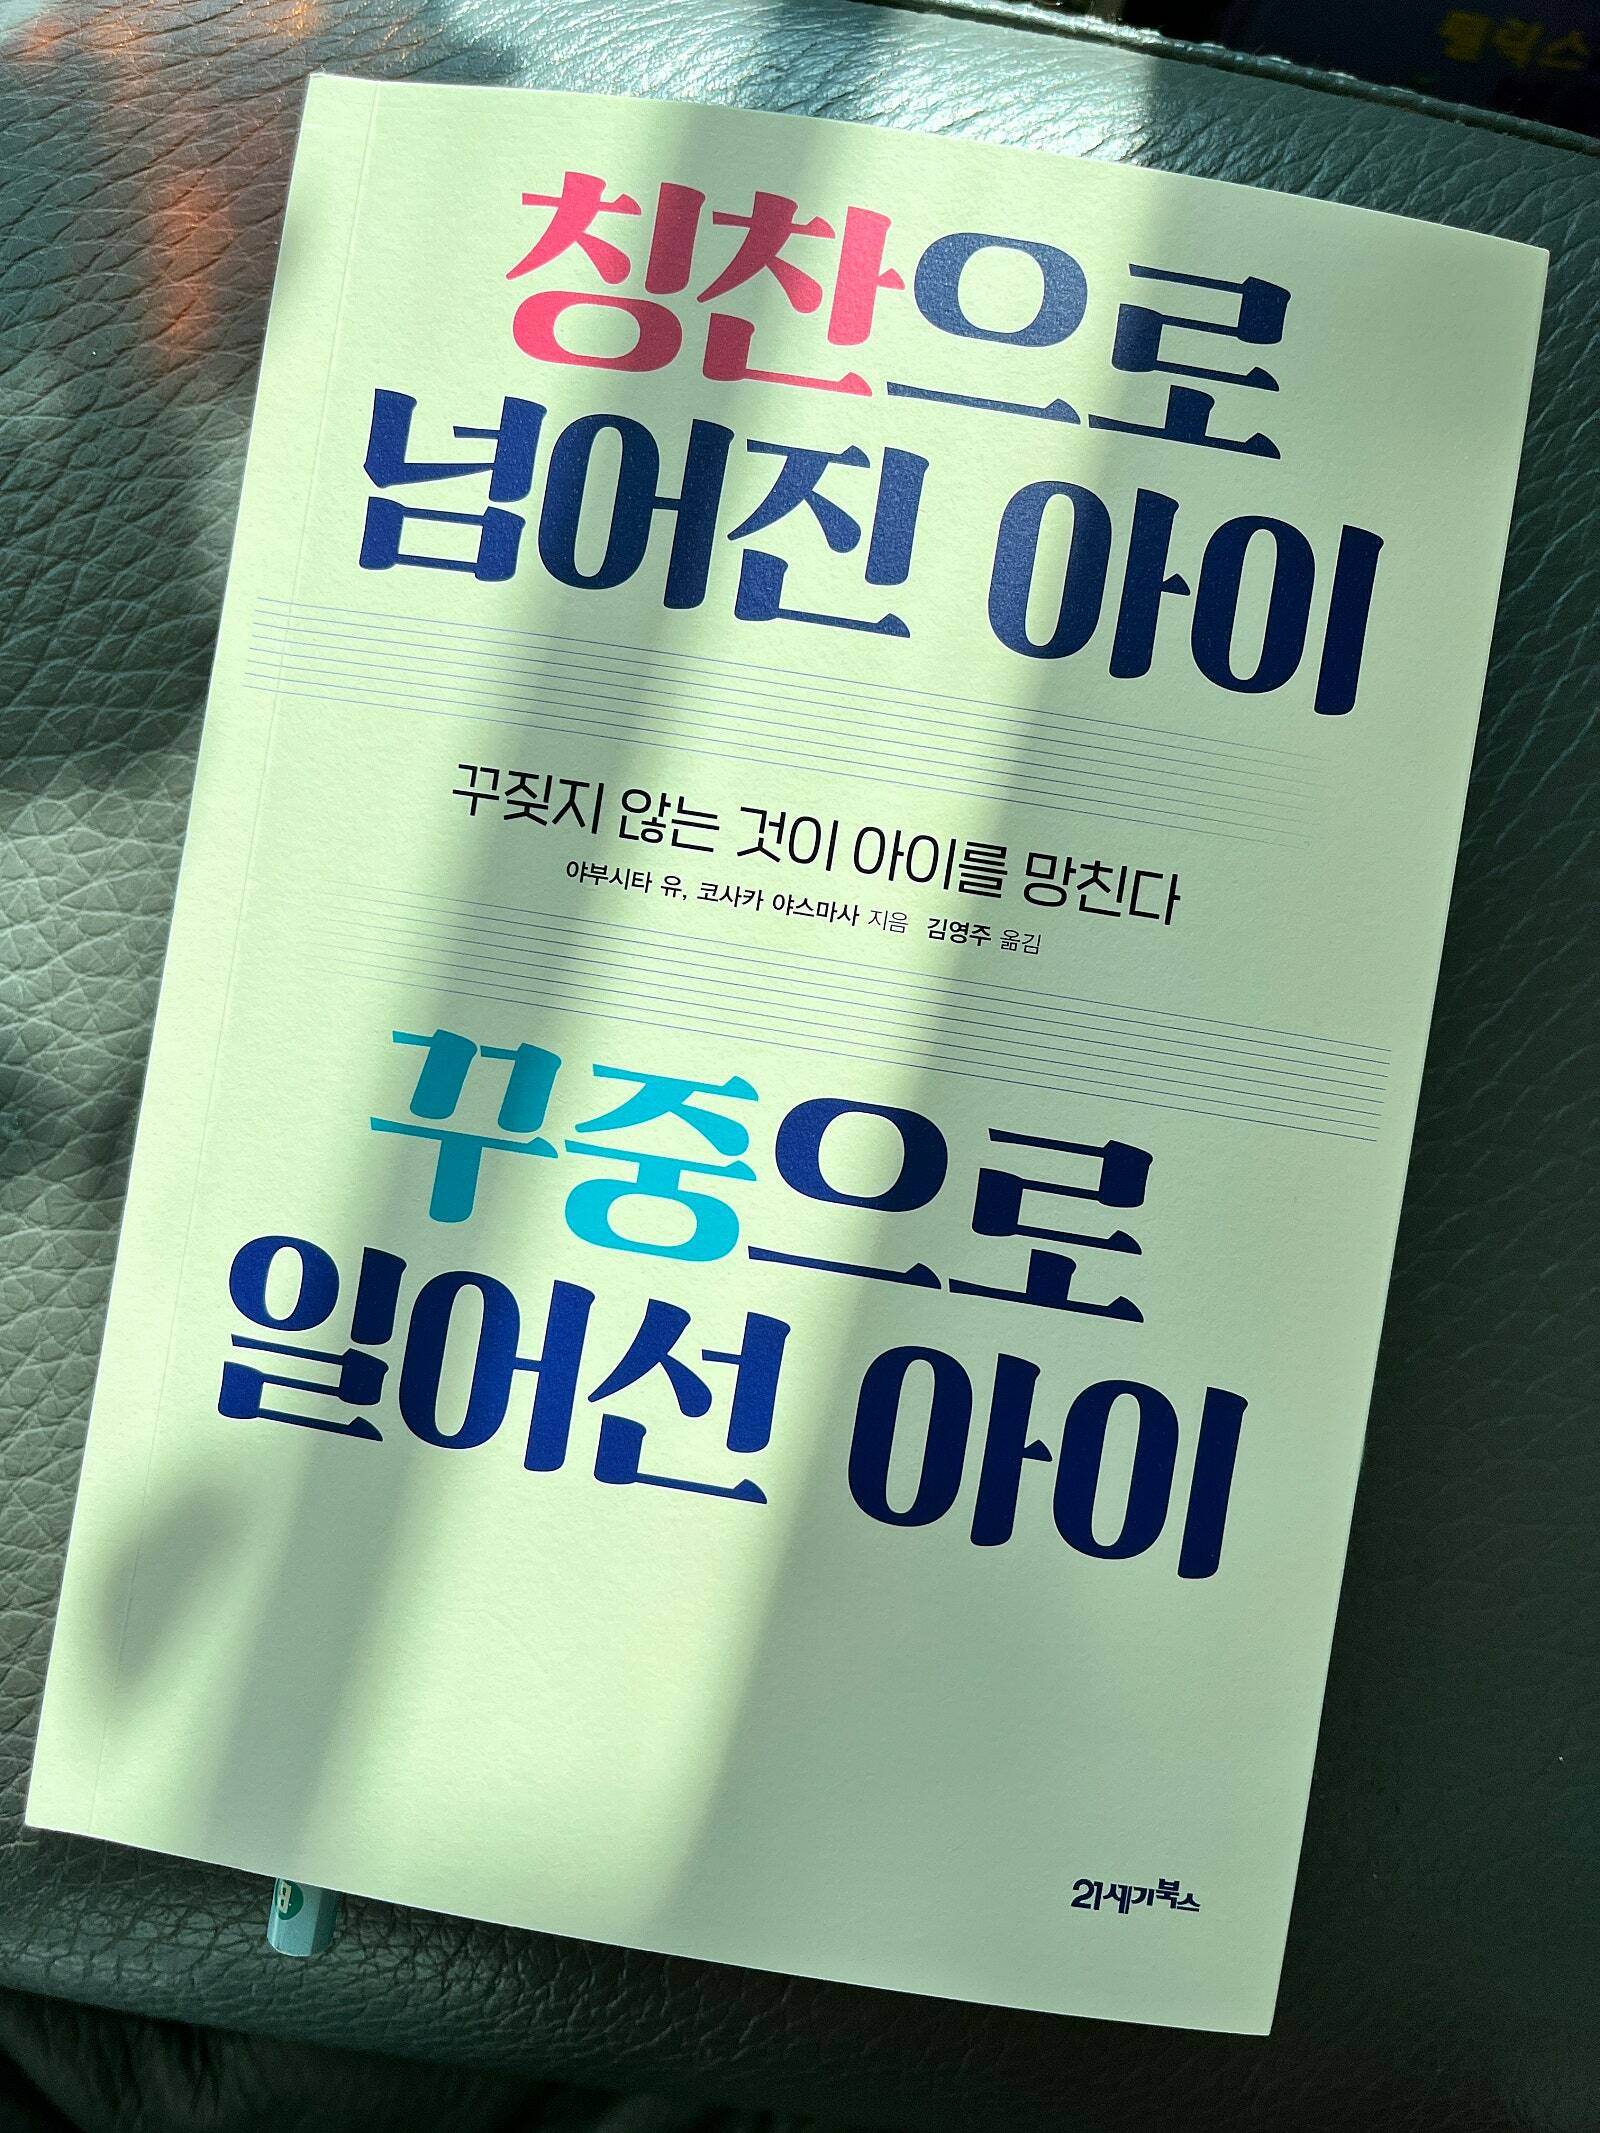 칭찬으로
넘어진 아이
꾸짖지 않는 것이 아이를 망친다
야부시타 유, 코사카 야스마사 지음 김영주 옮김
꾸중으로
일어선 아이
21세기북스